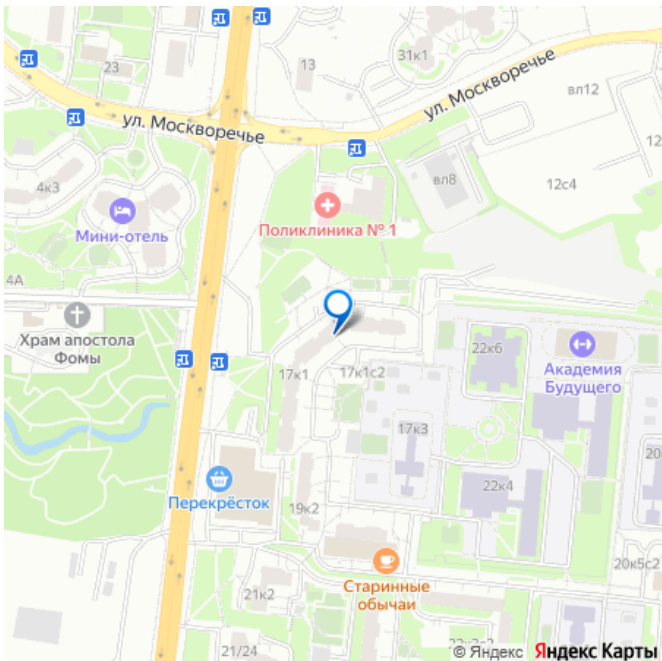 31к1
23
13
ул. Москворечье
вл12
ул. Москворечье
12
4к3
вл8
12с4
Мини-отель
Поликлиника № 1
4А
Храм апостола
Фомы
22к6
Академия
Будущего
17к1
17к1с2
17к3
20
22к4
Перекрёсток
19к2
20к5с2
Старинные
обычаи
21к2
21/24
© Яндекс Яндекс Карты